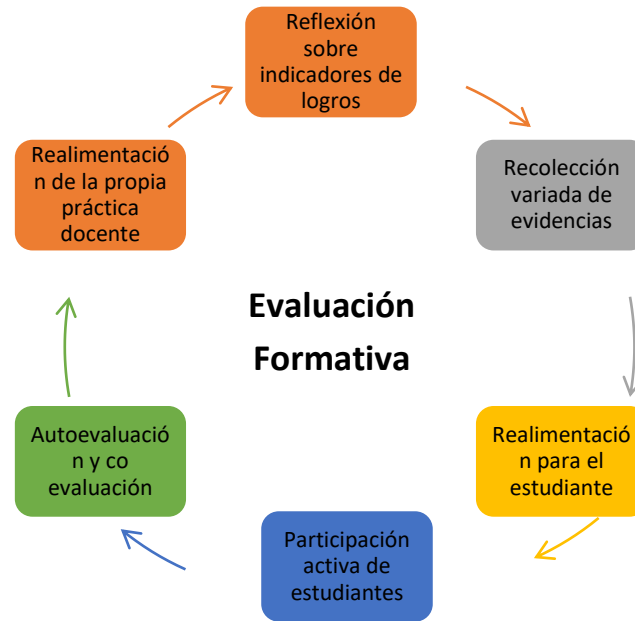 Reflexión
sobre
indicadores de
logros
Recolección
variada de
evidencias
Realimentació
n para el
estudiante
Participación
activa de
estudiantes
Autoevaluació
n y co
evaluación
Realimentació
n de la propia
práctica
docente
Evaluación
Formativa